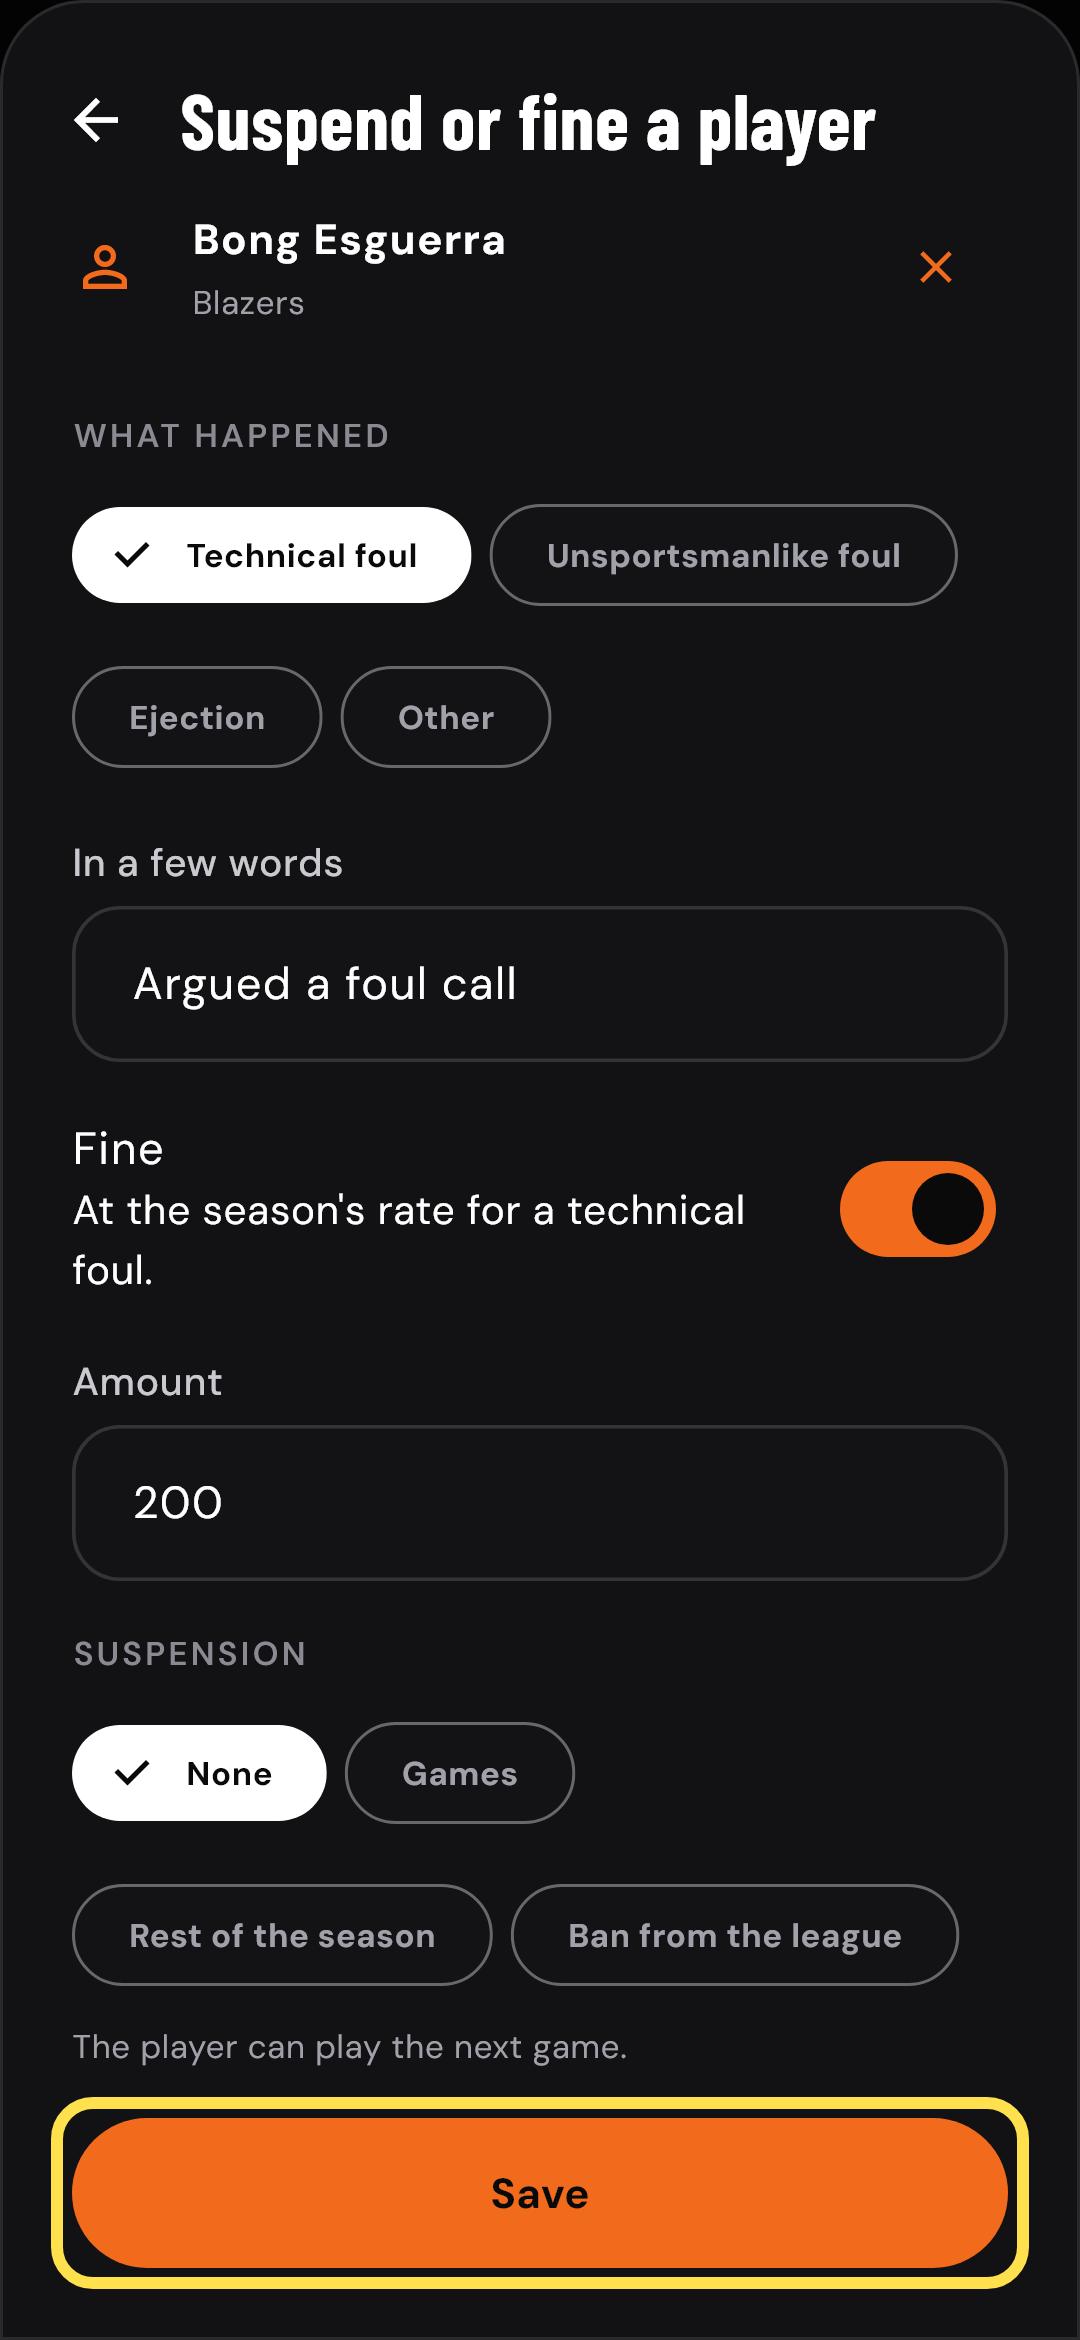 Suspend or fine a player
Bong Esguerra
Blazers
WHAT HAPPENED
Technical foul
Unsportsmanlike foul
Ejection
Other
In a few words
Argued a foul call
Fine
At the season's rate for a technical
foul.
Amount
200
SUSPENSION
None
Games
Rest of the season
Ban from the league
The player can play the next game.
Save